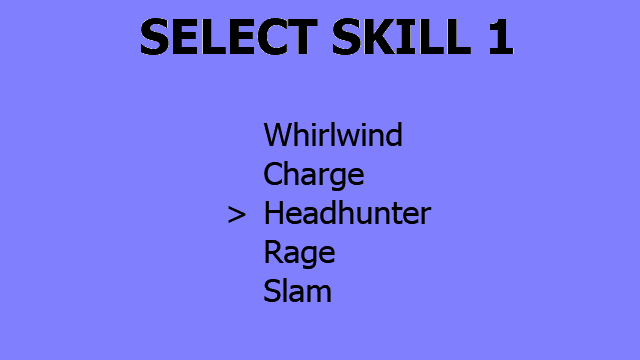 SELECT SKILL 1
Whirlwind
Charge
> Headhunter
Rage
Slam